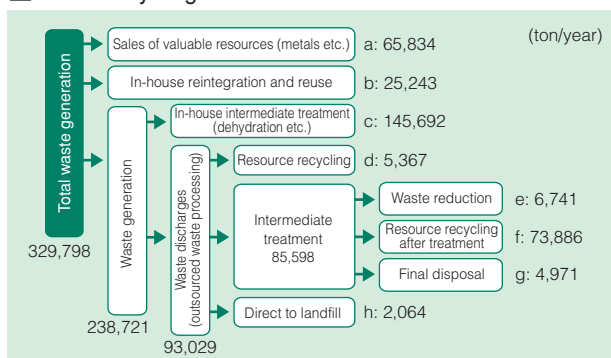 (ton/year)
Total waste generation
329,798
Sales of valuable resources (metals etc.)
a: 65,834
In-house reintegration and reuse
b: 25,243
Waste generation
238,721
In-house intermediate treatment
(dehydration etc.)
c: 145,692
Waste discharges
(outsourced waste processing)
93,029
Resource recycling
d: 5,367
Intermediate
treatment
85,598
Waste reduction
e: 6,741
Resource recycling
after treatment
f: 73,886
Final disposal
g: 4,971
Direct to landfill
h: 2,064